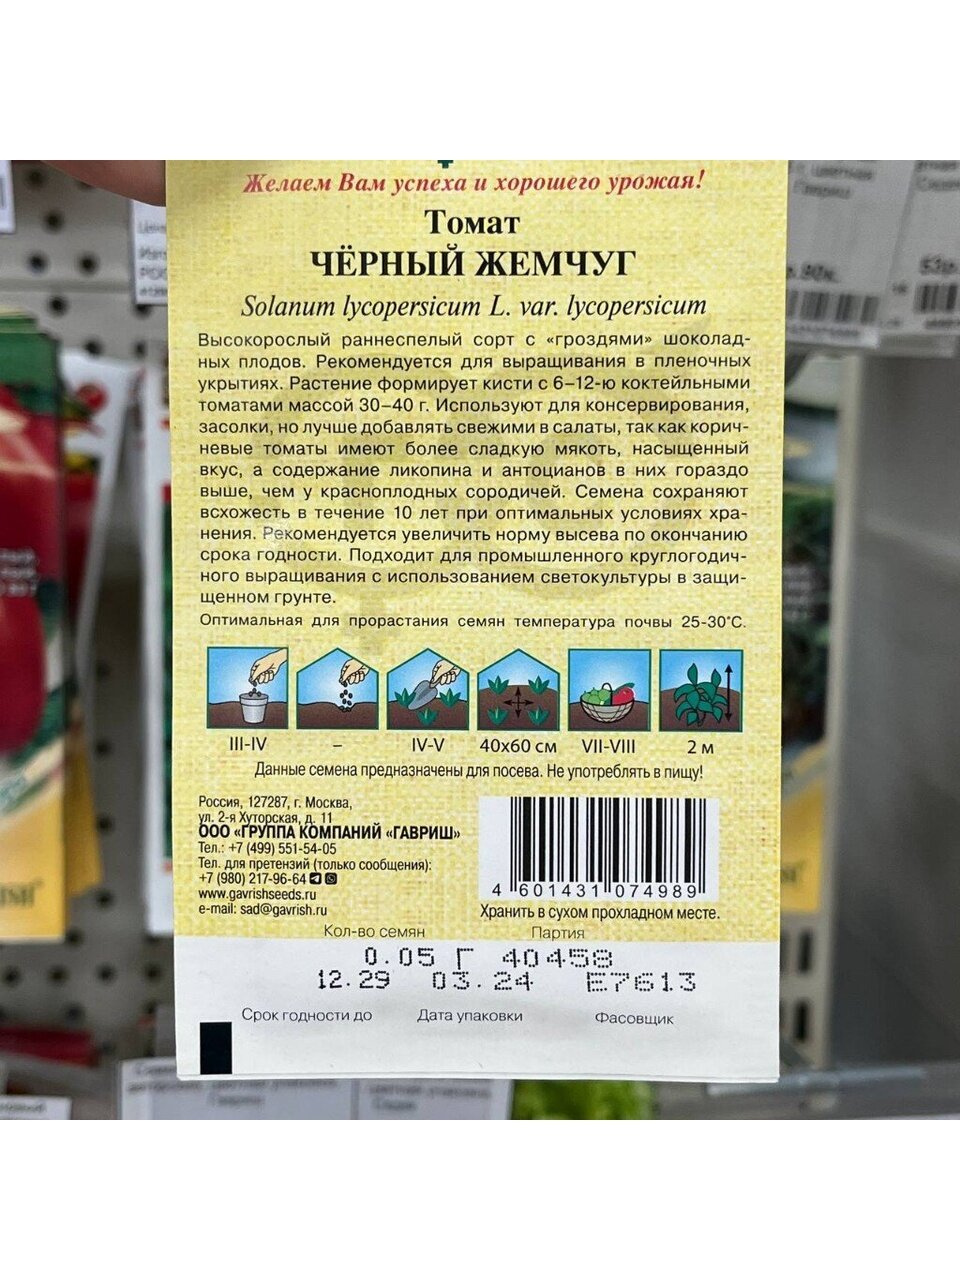 Желаем Вам успеха и хорошего урожая!
Томат
ЧЁРНЫЙ ЖЕМЧУГ
Solanum lycopersicum L. var. lycopersicum
Высокорослый раннеспелый сорт с «гроздями» шоколад-
ных плодов. Рекомендуется для выращивания в пленочных
укрытиях. Растение формирует кисти с 6–12-ю коктейльными
томатами массой 30–40 г. Используют для консервирования,
засолки, но лучше добавлять свежими в салаты, так как корич-
невые томаты имеют более сладкую мякоть, насыщенный
вкус, а содержание ликопина и антоцианов в них гораздо
выше, чем у красноплодных сородичей. Семена сохраняют
всхожесть в течение 10 лет при оптимальных условиях хра-
нения. Рекомендуется увеличить норму высева по окончанию
срока годности. Подходит для промышленного круглогодич-
ного выращивания с использованием светокультуры в защи-
щенном грунте.
Оптимальная для прорастания семян температура почвы 25-30°С.
III-IV – IV-V 40x60 см VII-VIII 2 м
Данные семена предназначены для посева. Не употреблять в пищу!
Россия, 127287, г. Москва,
ул. 2-я Хуторская, д. 11
ООО «ГРУППА КОМПАНИЙ «ГАВРИШ»
Тел.: +7 (499) 551-54-05
Тел. для претензий (только сообщения):
+7 (980) 217-96-64
www.gavrishseeds.ru
e-mail: sad@gavrish.ru
4 601431 074989
Хранить в сухом прохладном месте.
Кол-во семян Партия
0.05 Г 40458
12.29 03.24 Е7613
Срок годности до Дата упаковки Фасовщик